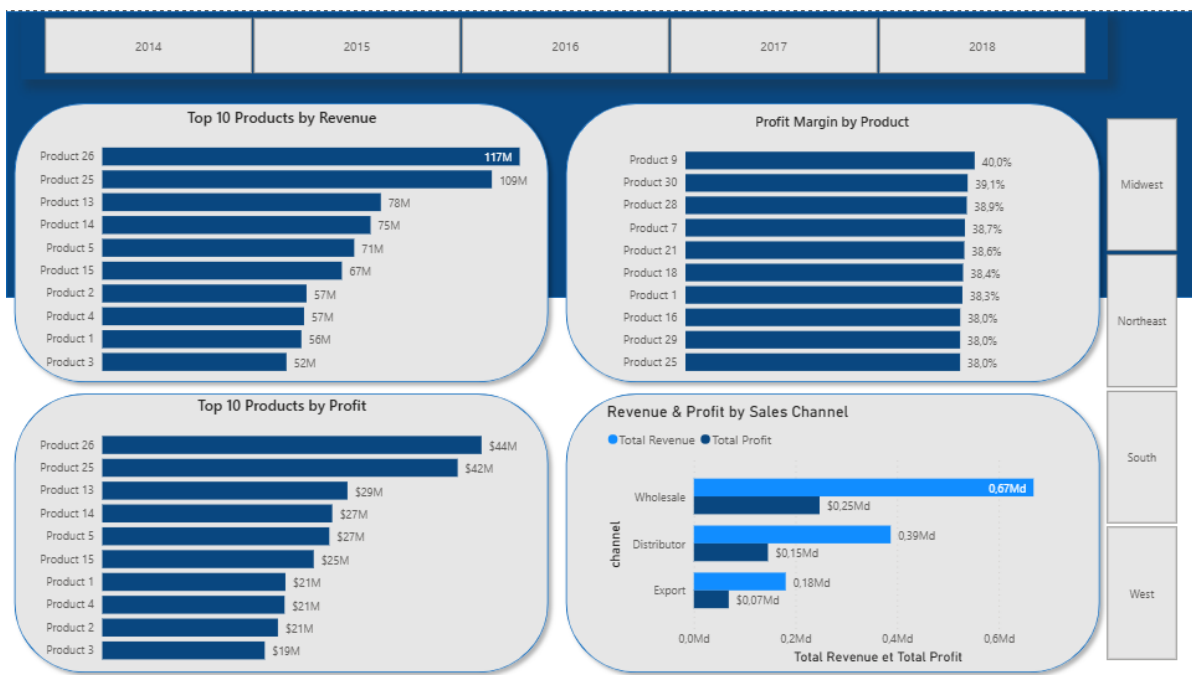 2014 2015 2016 2017 2018
Top 10 Products by Revenue
Product 26 117M
Product 25 109M
Product 13 78M
Product 14 75M
Product 5 71M
Product 15 67M
Product 2 57M
Product 4 57M
Product 1 56M
Product 3 52M
Profit Margin by Product
Product 9 40,0%
Product 30 39,1%
Product 28 38,9%
Product 7 38,7%
Product 21 38,6%
Product 18 38,4%
Product 1 38,3%
Product 16 38,0%
Product 29 38,0%
Product 25 38,0%
Midwest
Northeast
South
West
Top 10 Products by Profit
Product 26 $44M
Product 25 $42M
Product 13 $29M
Product 14 $27M
Product 5 $27M
Product 15 $25M
Product 1 $21M
Product 4 $21M
Product 2 $21M
Product 3 $19M
Revenue & Profit by Sales Channel
Total Revenue Total Profit
channel
Wholesale 0,67Md
$0,25Md
Distributor 0,39Md
$0,15Md
Export 0,18Md
$0,07Md
0,0Md 0,2Md 0,4Md 0,6Md
Total Revenue et Total Profit